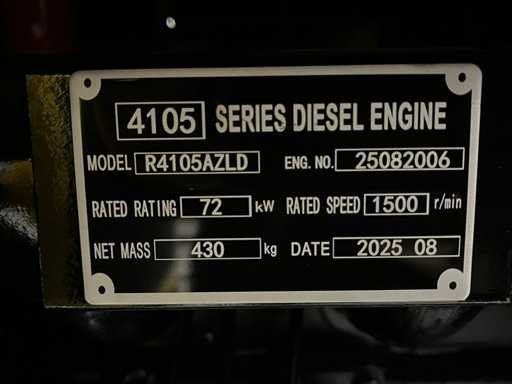 4105 SERIES DIESEL ENGINE
MODEL R4105AZLD ENG. NO. 25082006
RATED RATING 72 kW RATED SPEED 1500 r/min
NET MASS 430 kg DATE 2025 08